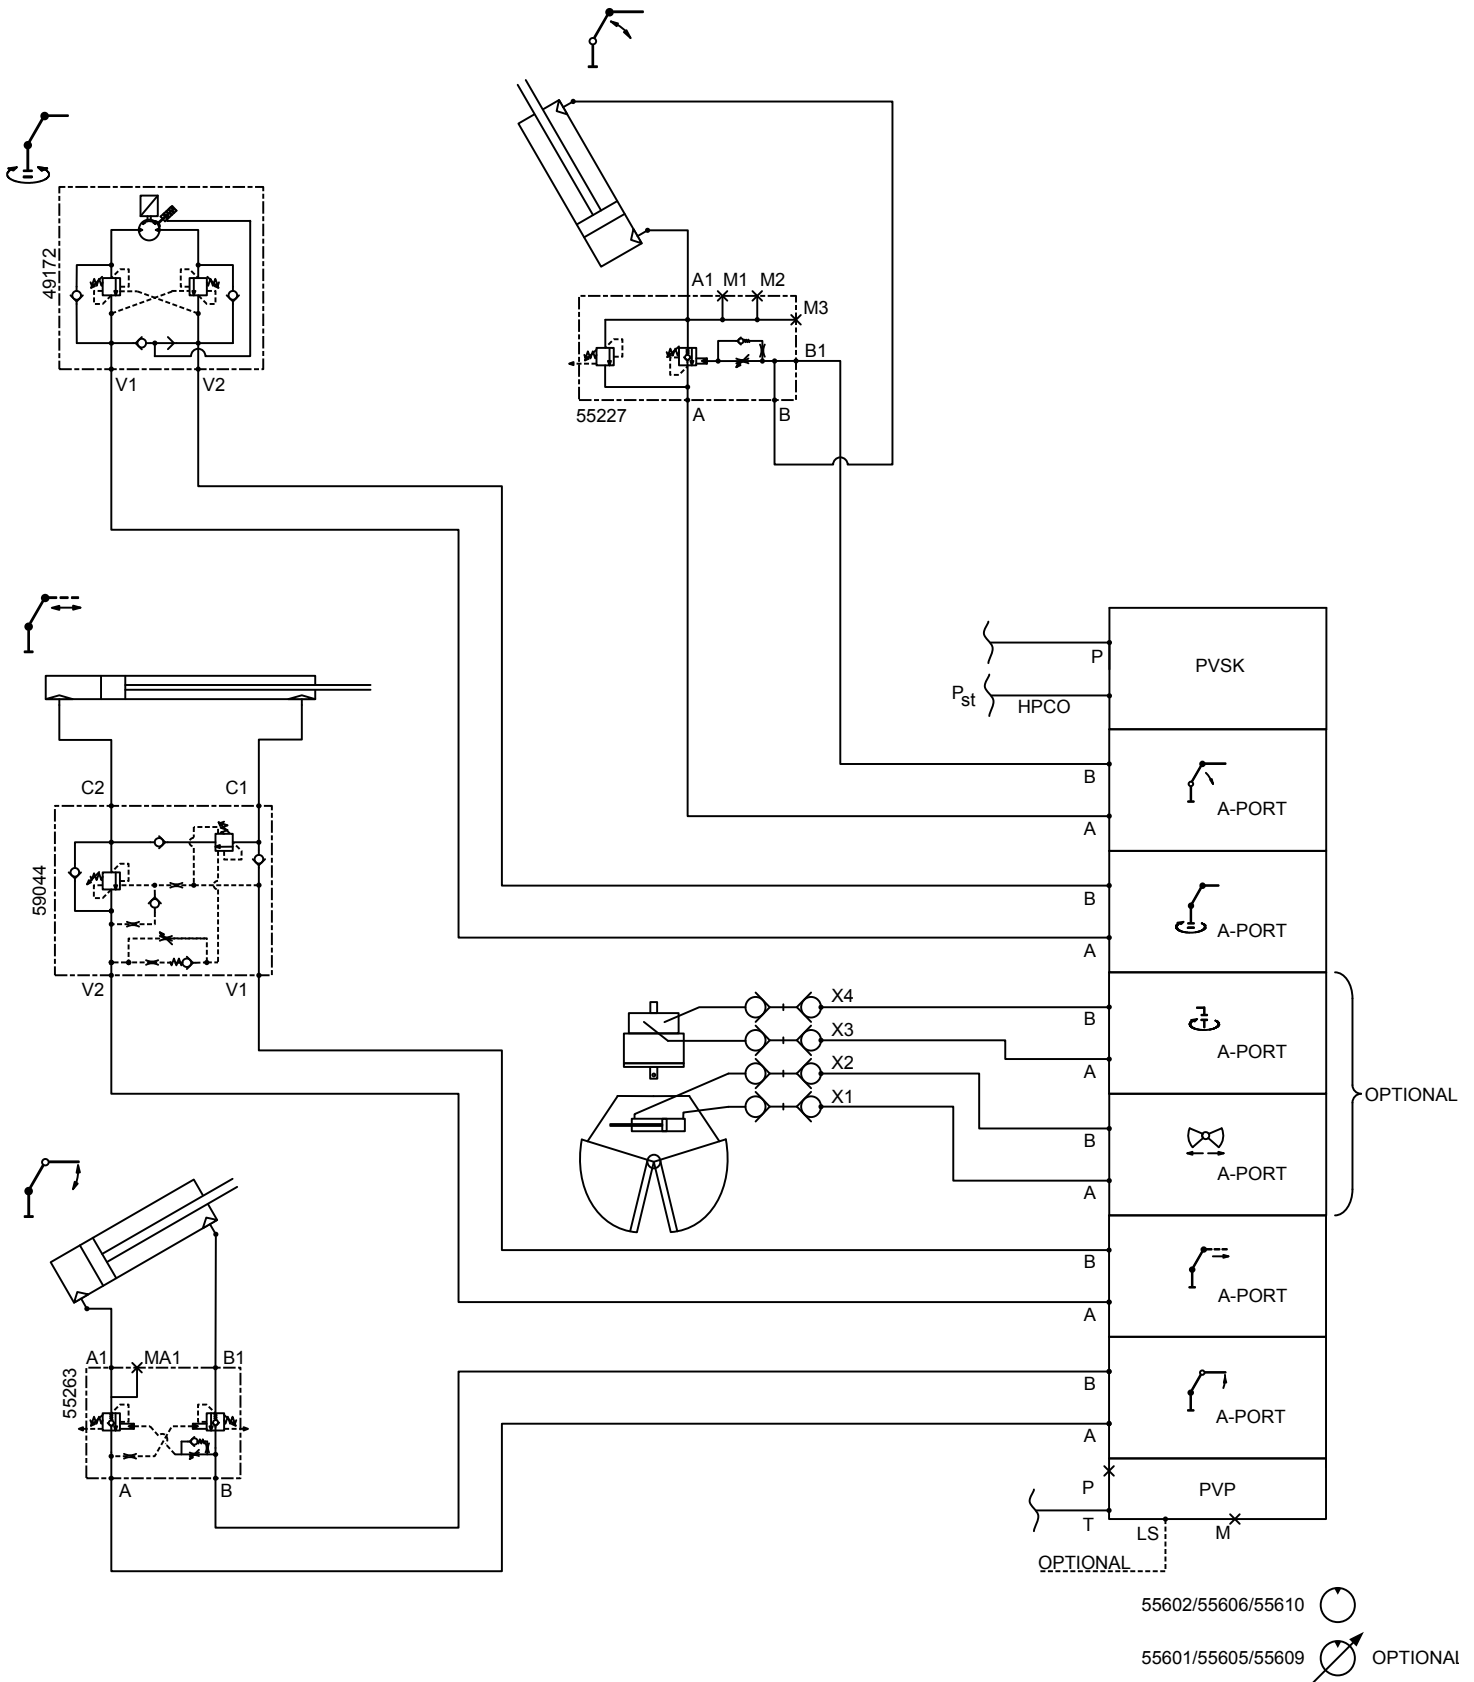 49172
V1
V2
A1
M1
M2
M3
B1
55227
A
B
P
PVSK
Pst
HPCO
B
A-PORT
A
C2
C1
59044
V2
V1
B
A-PORT
A
X4
B
X3
A-PORT
X2
A
X1
OPTIONAL
B
A-PORT
A
B
A-PORT
A
A1
MA1
B1
55263
A
B
B
A-PORT
A
P
PVP
T
LS
M
OPTIONAL
55602/55606/55610
55601/55605/55609
OPTIONAL